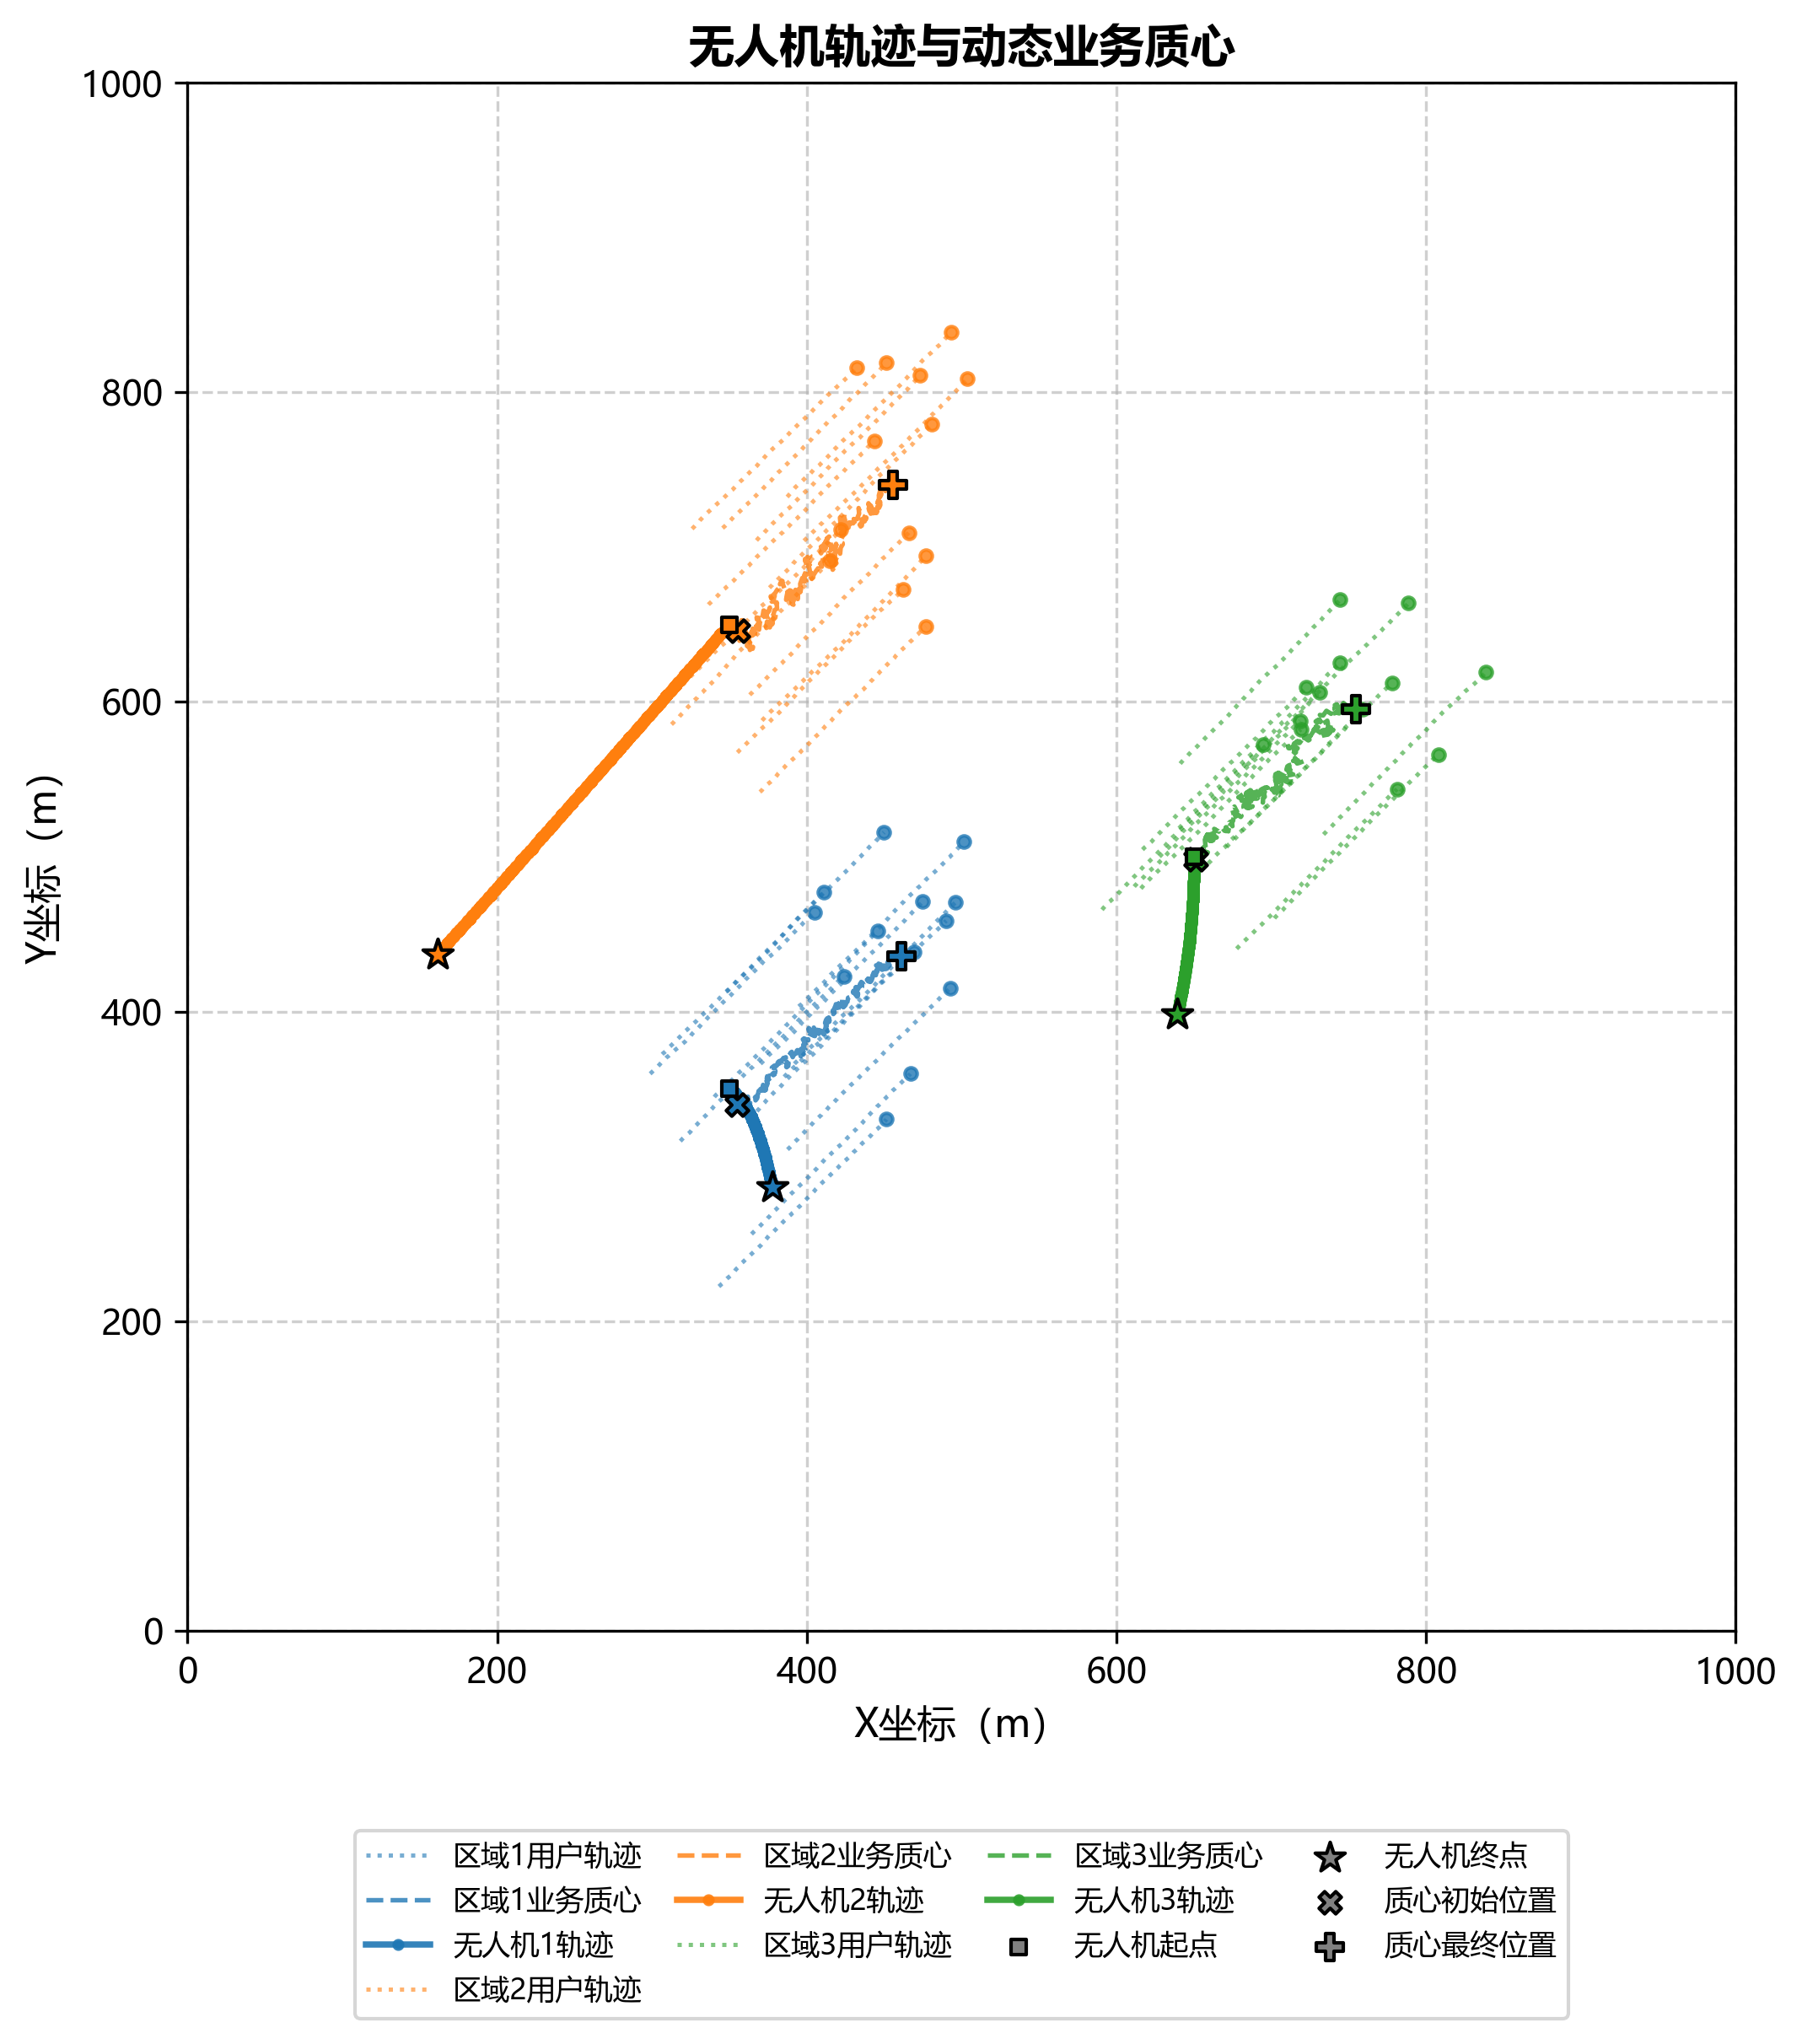 无人机轨迹与动态业务质心
1000
800
600
400
200
0
Y坐标（m）
0 200 400 600 800 1000
X坐标（m）
区域1用户轨迹 区域2业务质心 区域3业务质心 无人机终点
区域1业务质心 无人机2轨迹 无人机3轨迹 质心初始位置
无人机1轨迹 区域3用户轨迹 无人机起点 质心最终位置
区域2用户轨迹